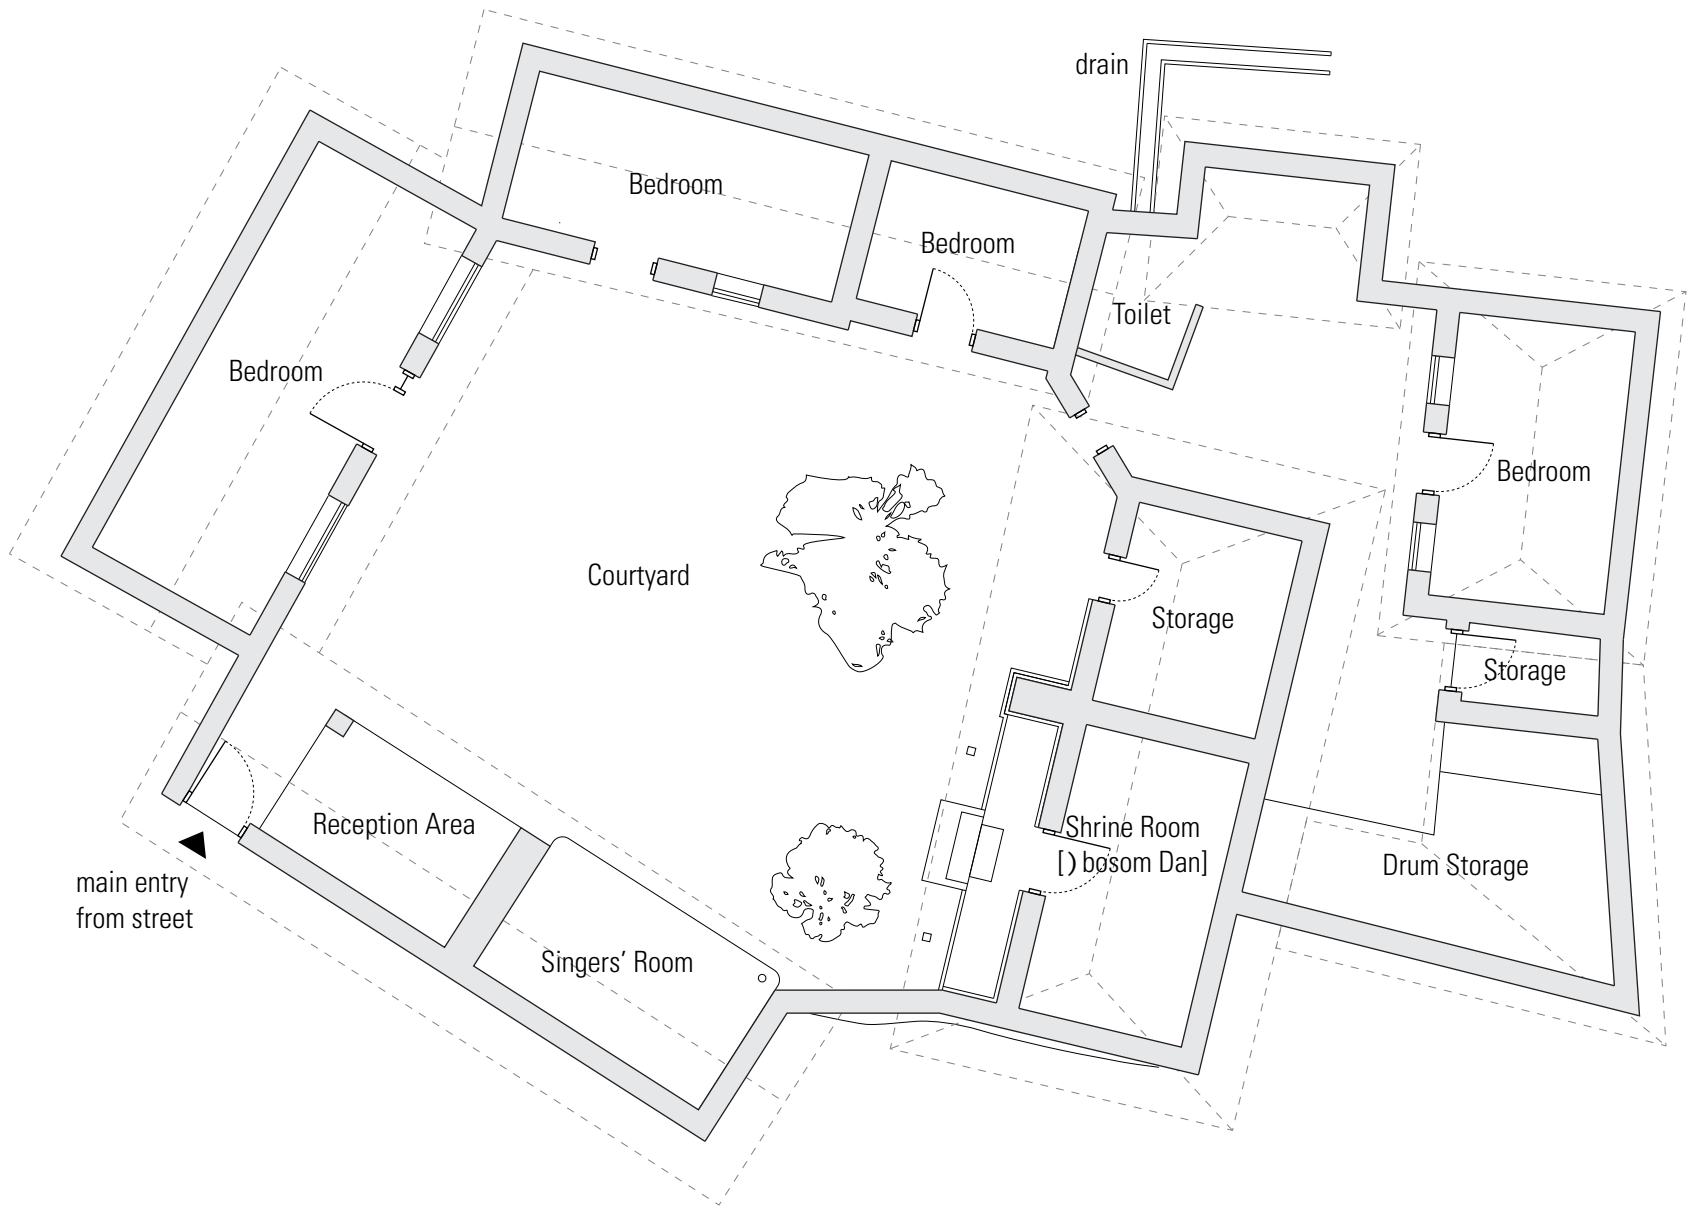 drain
Bedroom
Bedroom
Toilet
Bedroom
Bedroom
Courtyard
Storage
Storage
Reception Area
Shrine Room
[) bosom Dan]
Drum Storage
main entry
from street
Singers’ Room